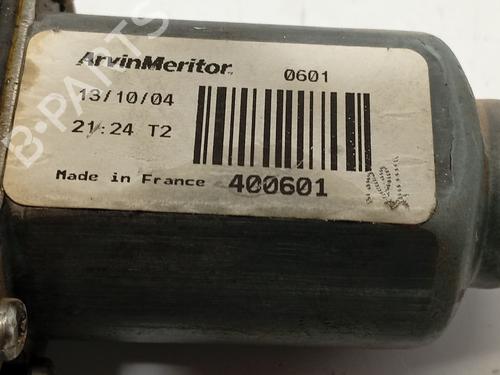 ArvinMeritor 0601
13/10/04
21:24 T2
Made in France 400601
B-PARTS